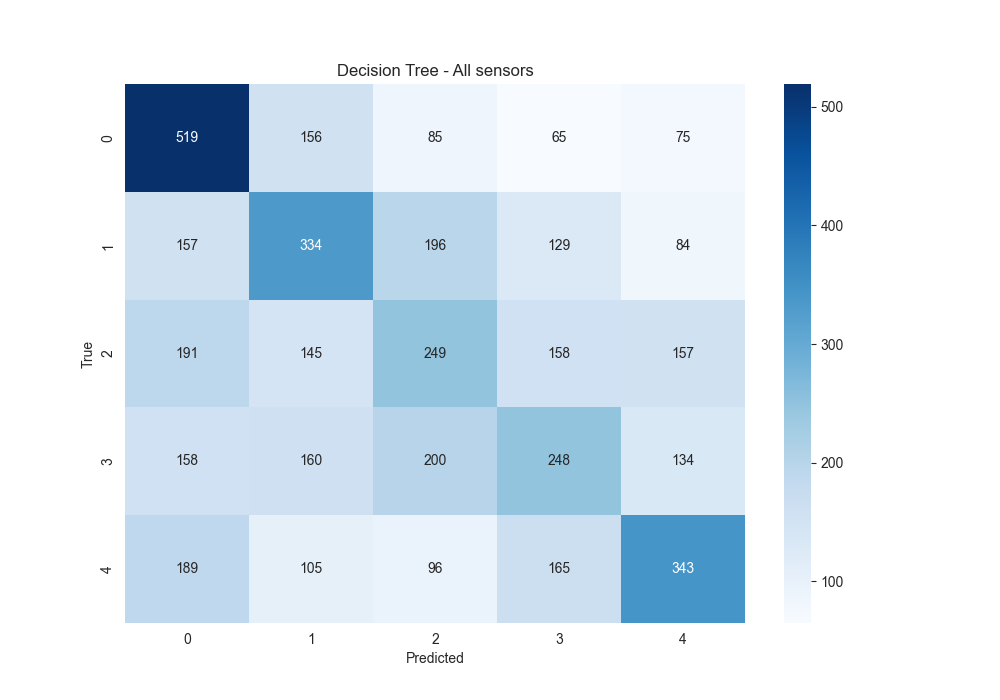 Decision Tree - All sensors
0 519 156 85 65 75
1 157 334 196 129 84
2 191 145 249 158 157
3 158 160 200 248 134
4 189 105 96 165 343
0 1 2 3 4
Predicted
True
500
400
300
200
100